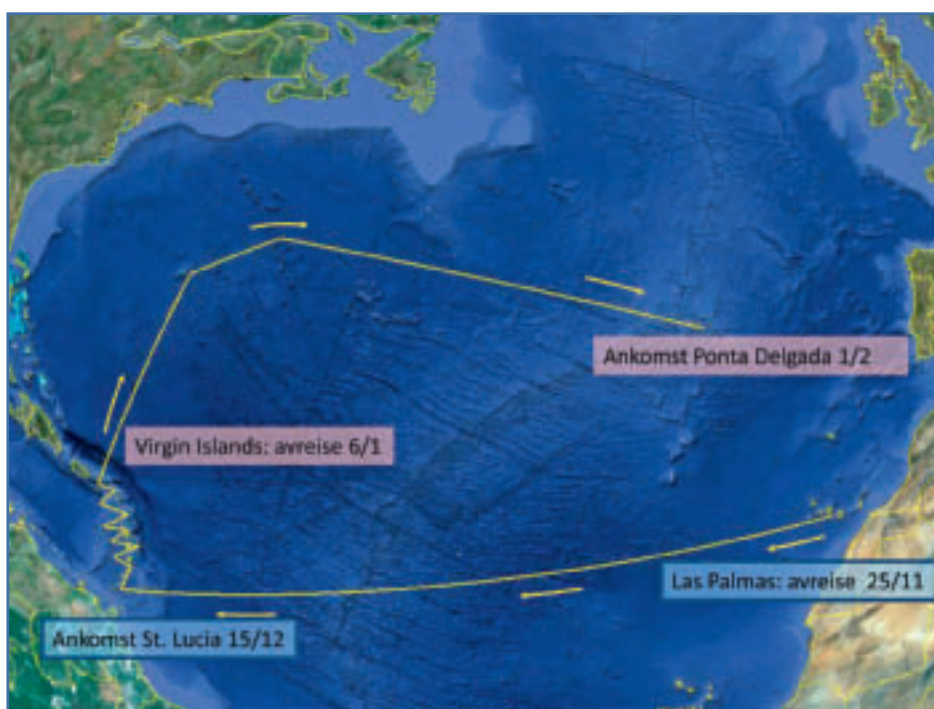 Ankomst Ponta Delgada 1/2
Virgin Islands: avreise 6/1
Las Palmas: avreise 25/11
Ankomst St. Lucia 15/12